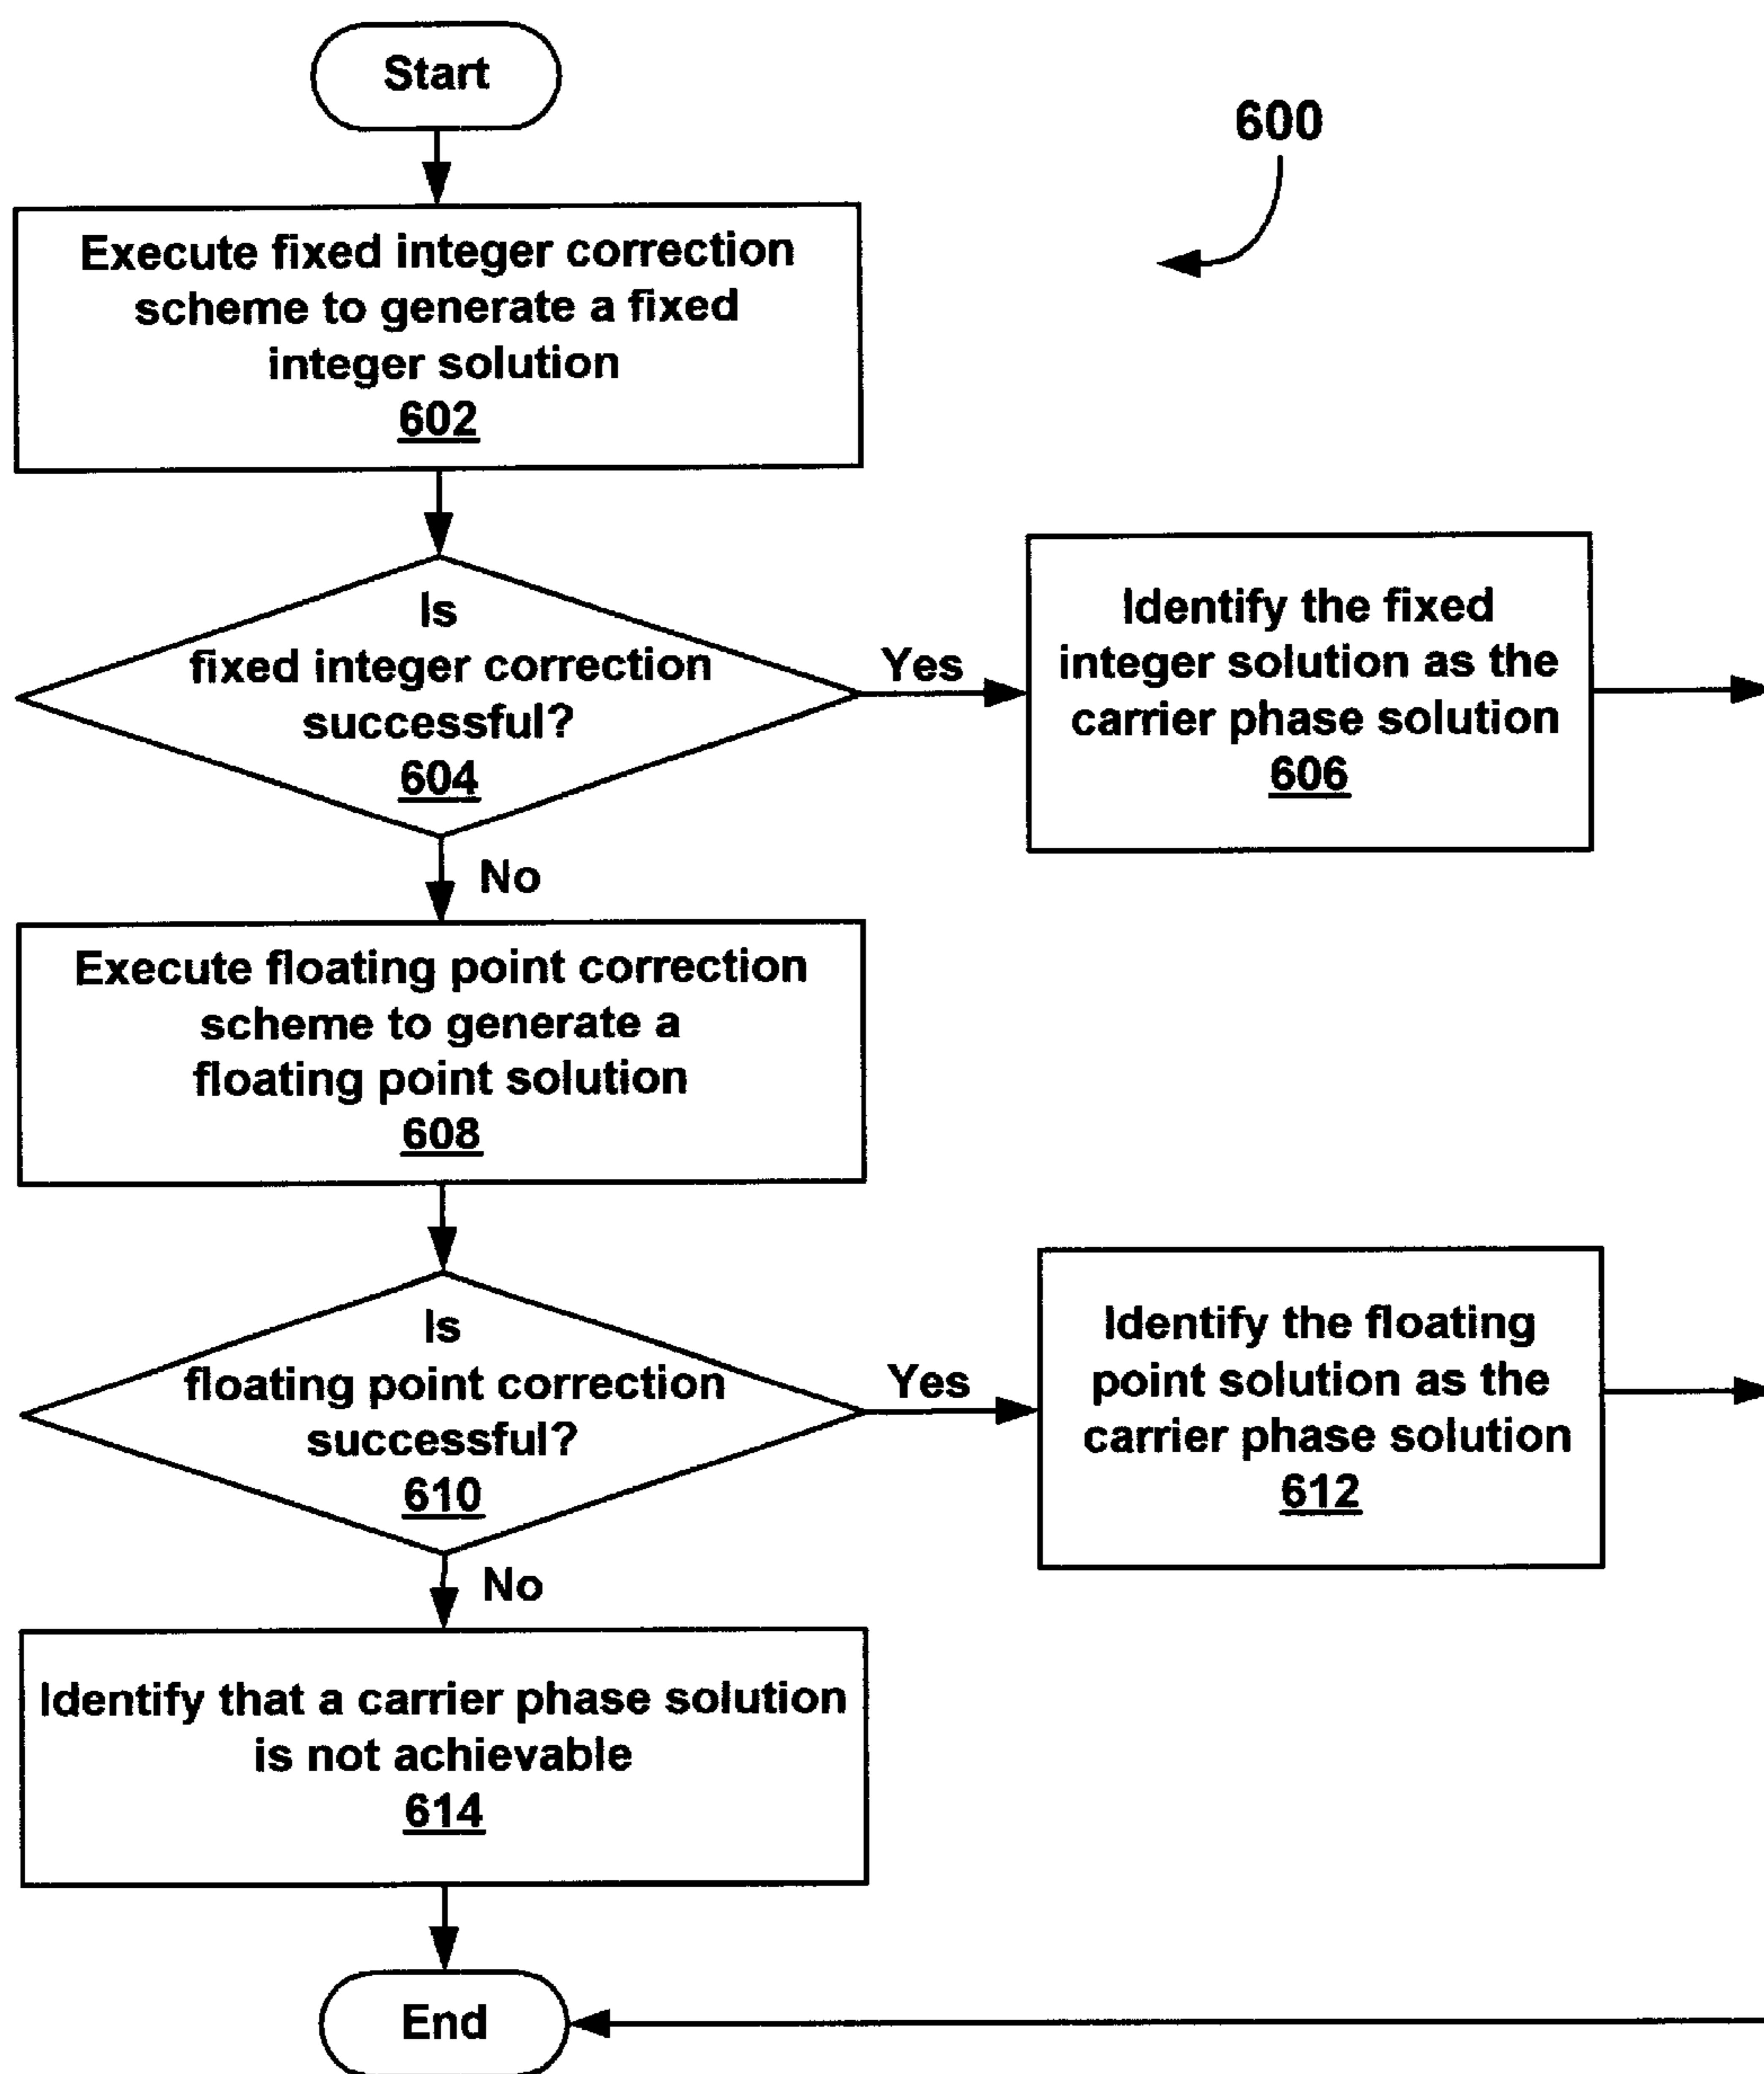 Start
600
Execute fixed integer correction
scheme to generate a fixed
integer solution
602
Is
fixed integer correction
successful?
604
Yes
Identify the fixed
integer solution as the
carrier phase solution
606
No
Execute floating point correction
scheme to generate a
floating point solution
608
Is
floating point correction
successful?
610
Yes
Identify the floating
point solution as the
carrier phase solution
612
No
Identify that a carrier phase solution
is not achievable
614
End